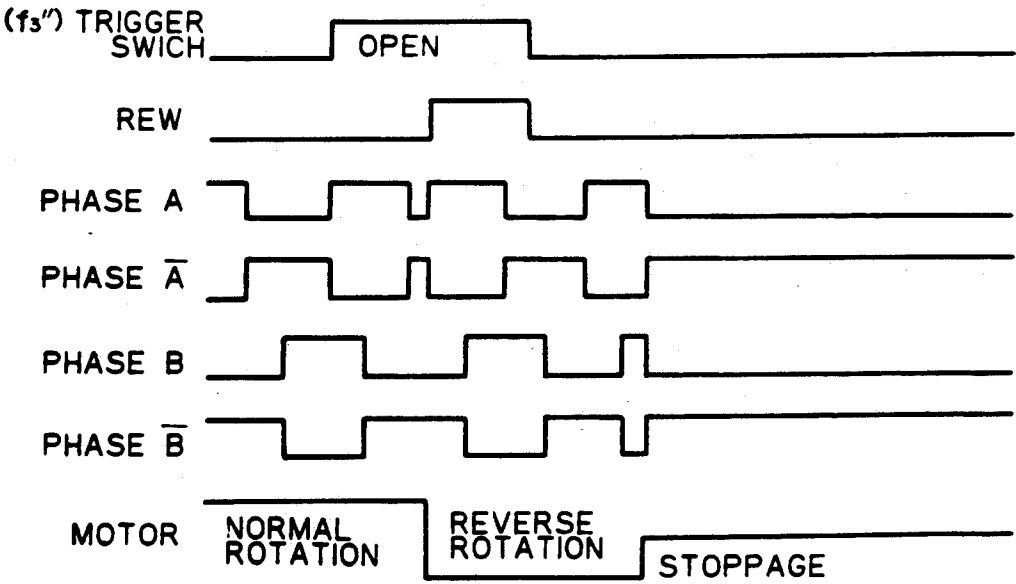 (f3") TRIGGER
SWICH
OPEN
REW
PHASE A
PHASE A̅
PHASE B
PHASE B̅
MOTOR
NORMAL
ROTATION
REVERSE
ROTATION
STOPPAGE